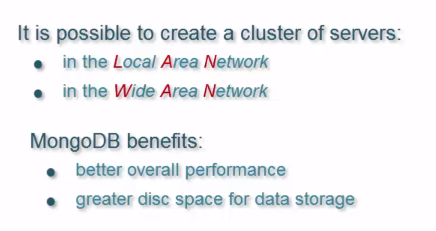 It is possible to create a cluster of servers:
• in the Local Area Network
• in the Wide Area Network
MongoDB benefits:
• better overall performance
• greater disc space for data storage